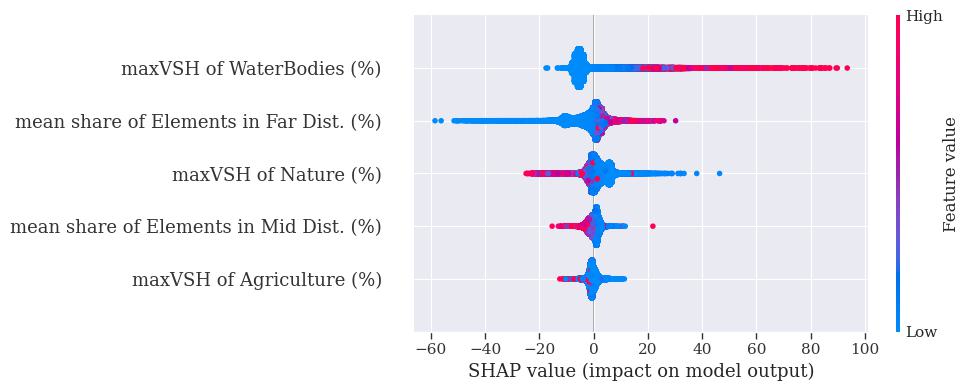 High
maxVSH of WaterBodies (%)
mean share of Elements in Far Dist. (%)
maxVSH of Nature (%)
mean share of Elements in Mid Dist. (%)
maxVSH of Agriculture (%)
Feature value
Low
−60 −40 −20 0 20 40 60 80 100
SHAP value (impact on model output)